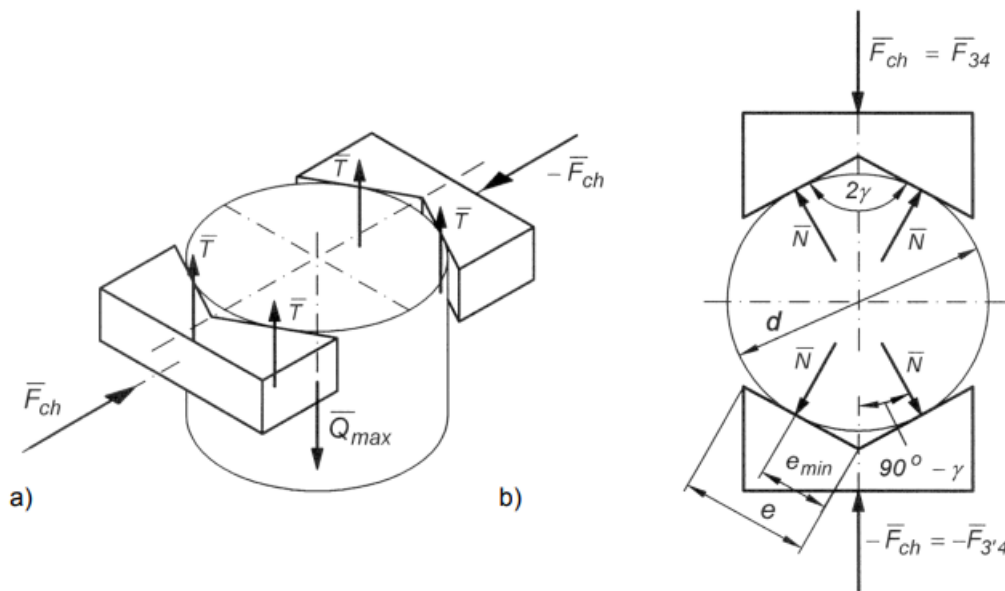 T̅
-F̅ch
T̅
T̅
T̅
F̅ch
Q̅max
a)
b)
F̅ch = F̅34
2γ
N̅
N̅
d
N̅
N̅
emin
90° - γ
e
-F̅ch = -F̅3'4